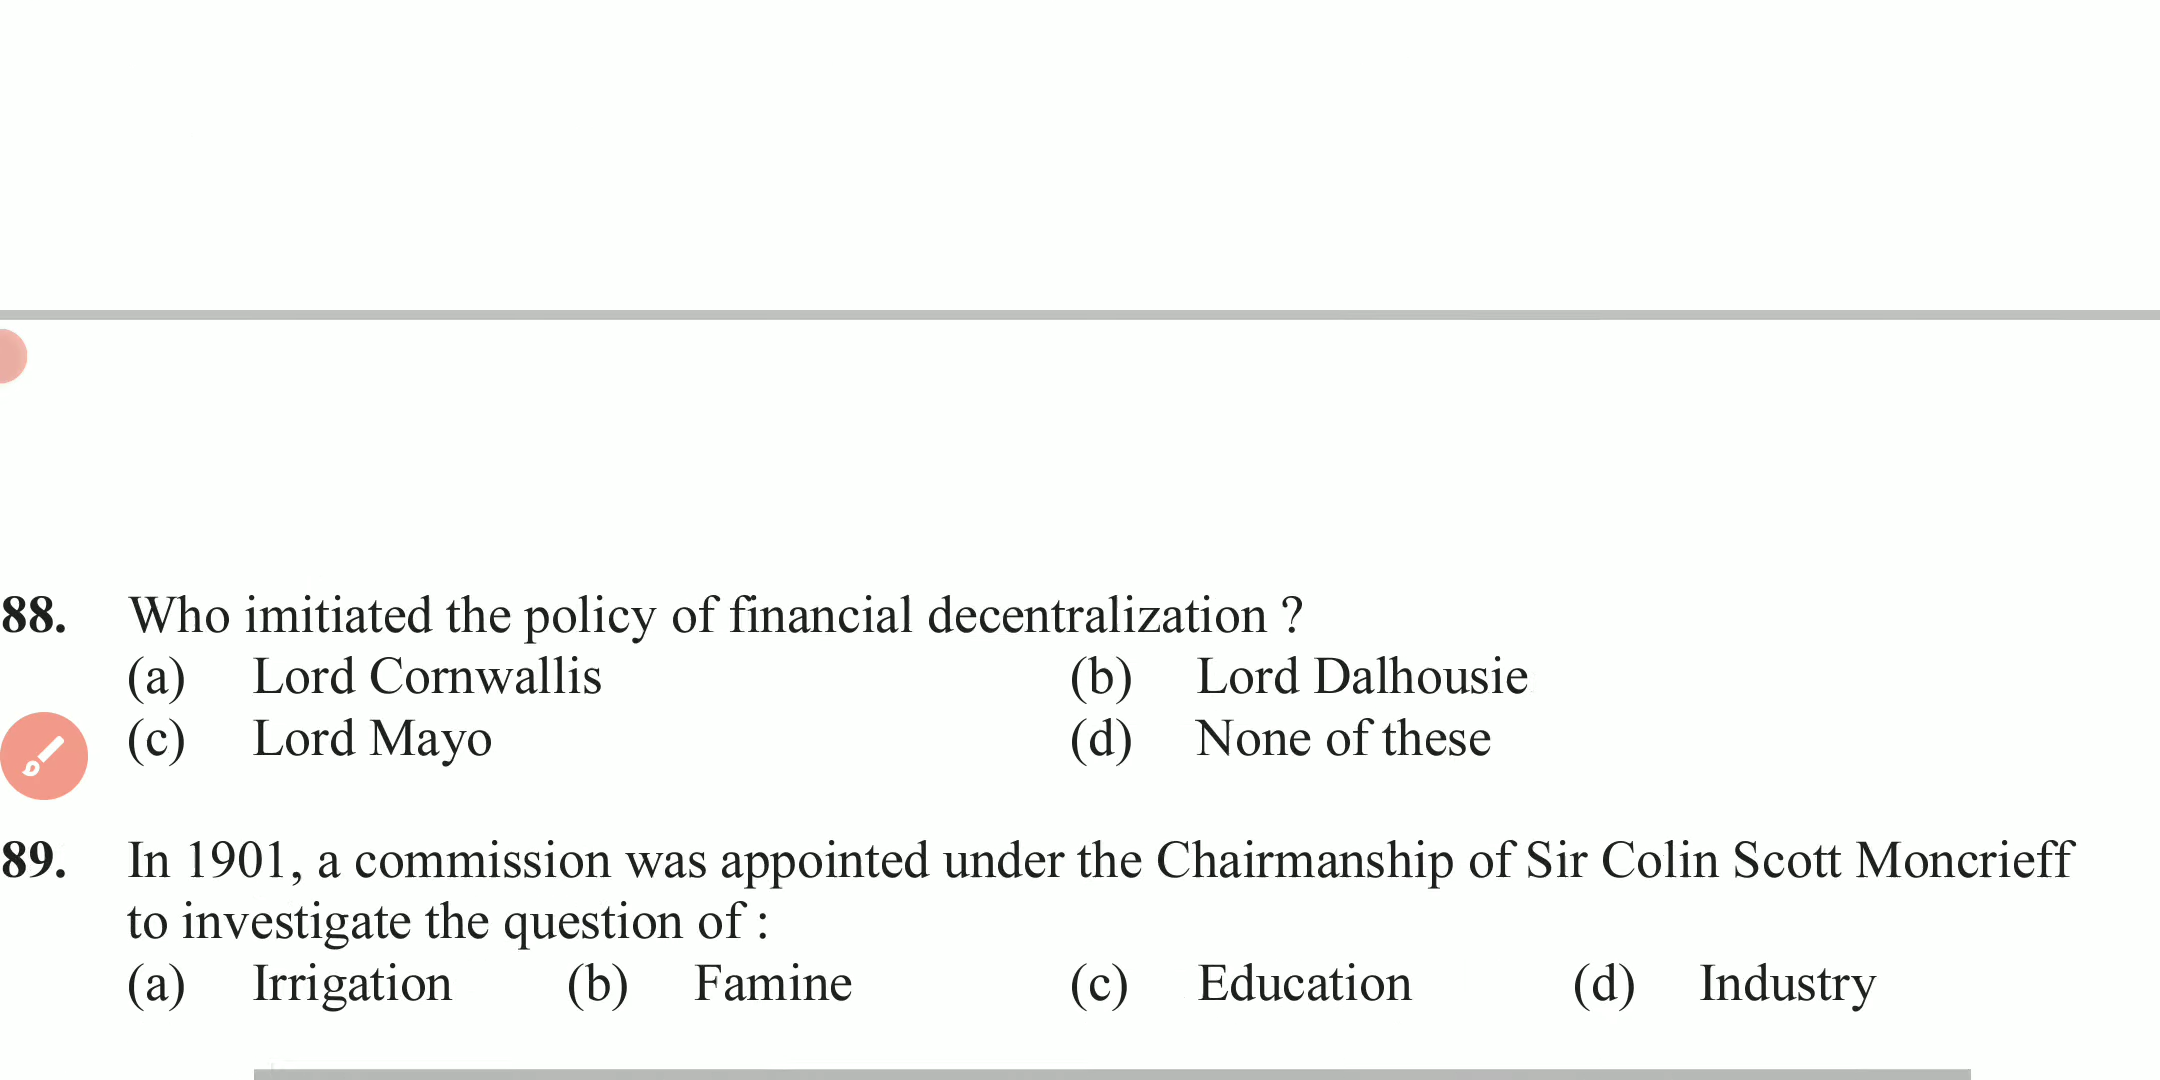 88. Who imitiated the policy of financial decentralization ?
(a) Lord Cornwallis (b) Lord Dalhousie
(c) Lord Mayo (d) None of these
89. In 1901, a commission was appointed under the Chairmanship of Sir Colin Scott Moncrieff
to investigate the question of :
(a) Irrigation (b) Famine (c) Education (d) Industry